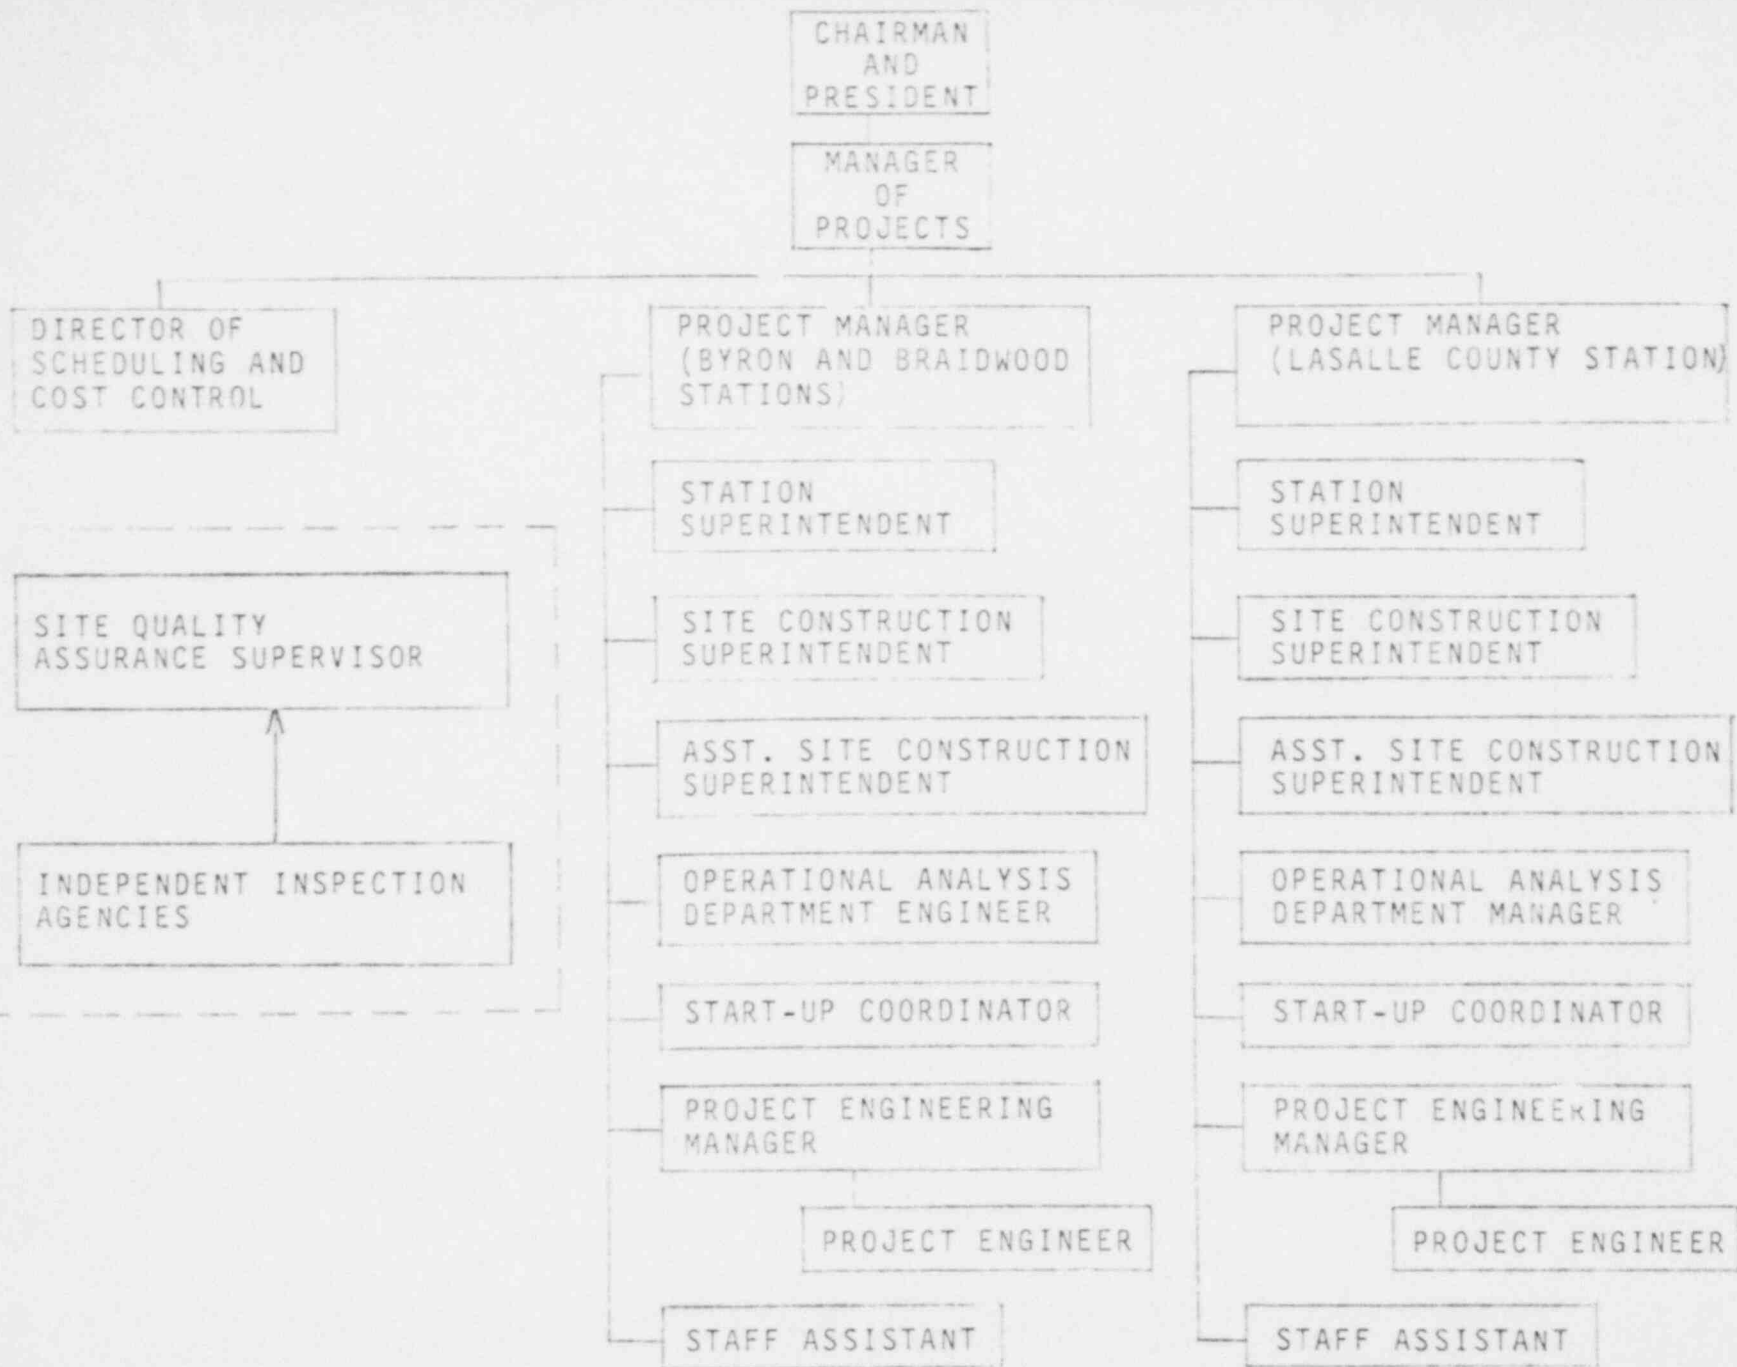 CHAIRMAN
AND
PRESIDENT
MANAGER
OF
PROJECTS
DIRECTOR OF
SCHEDULING AND
COST CONTROL
PROJECT MANAGER
(BYRON AND BRAIDWOOD
STATIONS)
PROJECT MANAGER
(LASALLE COUNTY STATION)
STATION
SUPERINTENDENT
STATION
SUPERINTENDENT
SITE QUALITY
ASSURANCE SUPERVISOR
SITE CONSTRUCTION
SUPERINTENDENT
SITE CONSTRUCTION
SUPERINTENDENT
ASST. SITE CONSTRUCTION
SUPERINTENDENT
ASST. SITE CONSTRUCTION
SUPERINTENDENT
INDEPENDENT INSPECTION
AGENCIES
OPERATIONAL ANALYSIS
DEPARTMENT ENGINEER
OPERATIONAL ANALYSIS
DEPARTMENT MANAGER
START-UP COORDINATOR
START-UP COORDINATOR
PROJECT ENGINEERING
MANAGER
PROJECT ENGINEERING
MANAGER
PROJECT ENGINEER
PROJECT ENGINEER
STAFF ASSISTANT
STAFF ASSISTANT